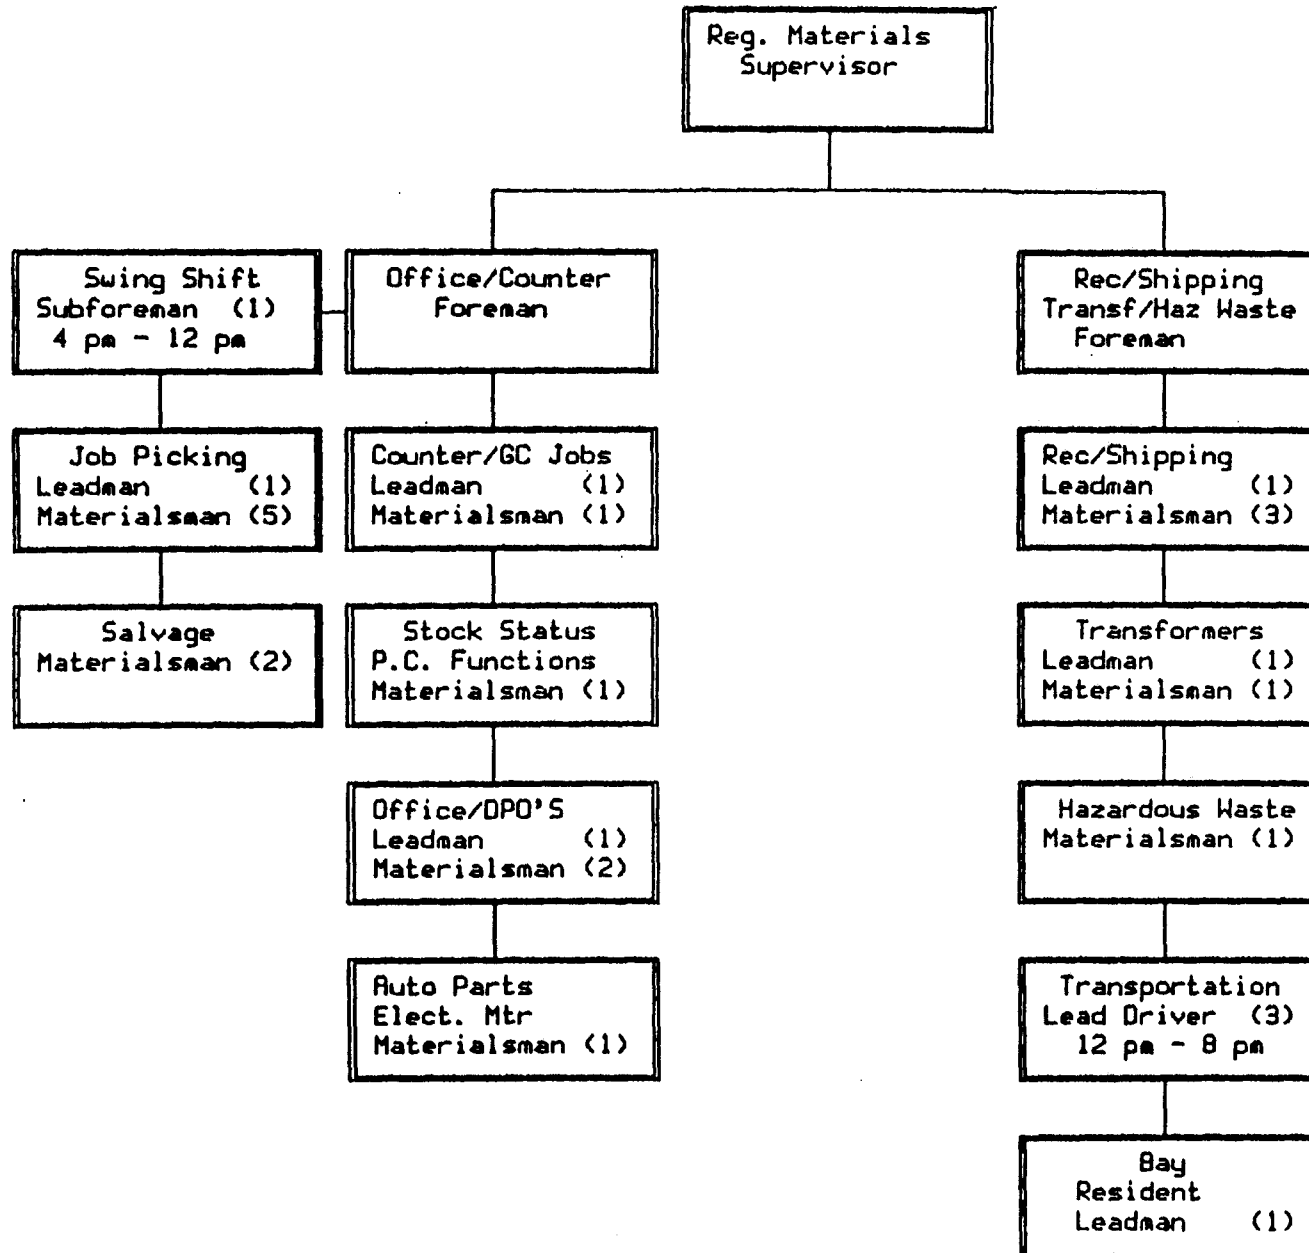 Reg. Materials
Supervisor
Swing Shift
Subforeman (1)
4 pm - 12 pm
Office/Counter
Foreman
Rec/Shipping
Transf/Haz Waste
Foreman
Job Picking
Leadman (1)
Materialsman (5)
Counter/GC Jobs
Leadman (1)
Materialsman (1)
Rec/Shipping
Leadman (1)
Materialsman (3)
Salvage
Materialsman (2)
Stock Status
P.C. Functions
Materialsman (1)
Transformers
Leadman (1)
Materialsman (1)
Office/DPO'S
Leadman (1)
Materialsman (2)
Hazardous Waste
Materialsman (1)
Auto Parts
Elect. Mtr
Materialsman (1)
Transportation
Lead Driver (3)
12 pm - 8 pm
Bay
Resident
Leadman (1)